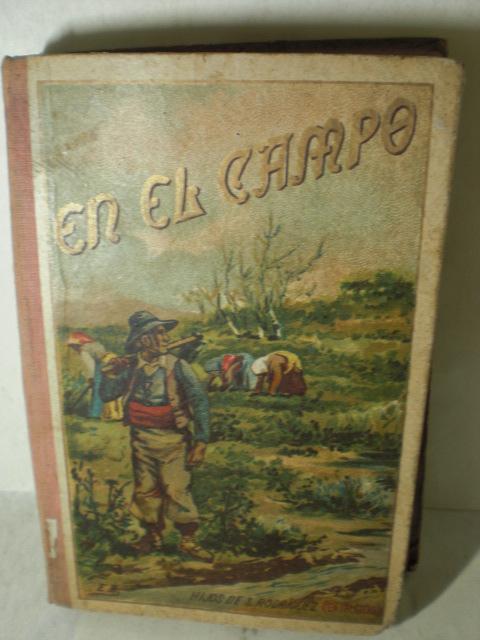 EN EL CAMPO
HIJOS DE S. RODRIGUEZ